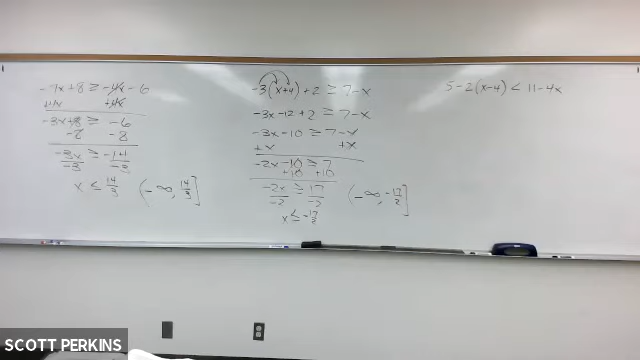 -7x+8 ≥ -4x-6
+4x +4x
-3x+8 ≥ -6
-8 -8
-3x ≥ -14
-3 -3
x ≤ 14/3 (-∞, 14/3]
-3(x+4)+2 ≥ 7-x
-3x-12+2 ≥ 7-x
-3x-10 ≥ 7-x
+x +x
-2x-10 ≥ 7
+10 +10
-2x ≥ 17
-2 -2
x ≤ -17/2 (-∞, -17/2]
5-2(x-4) < 11-4x
SCOTT PERKINS